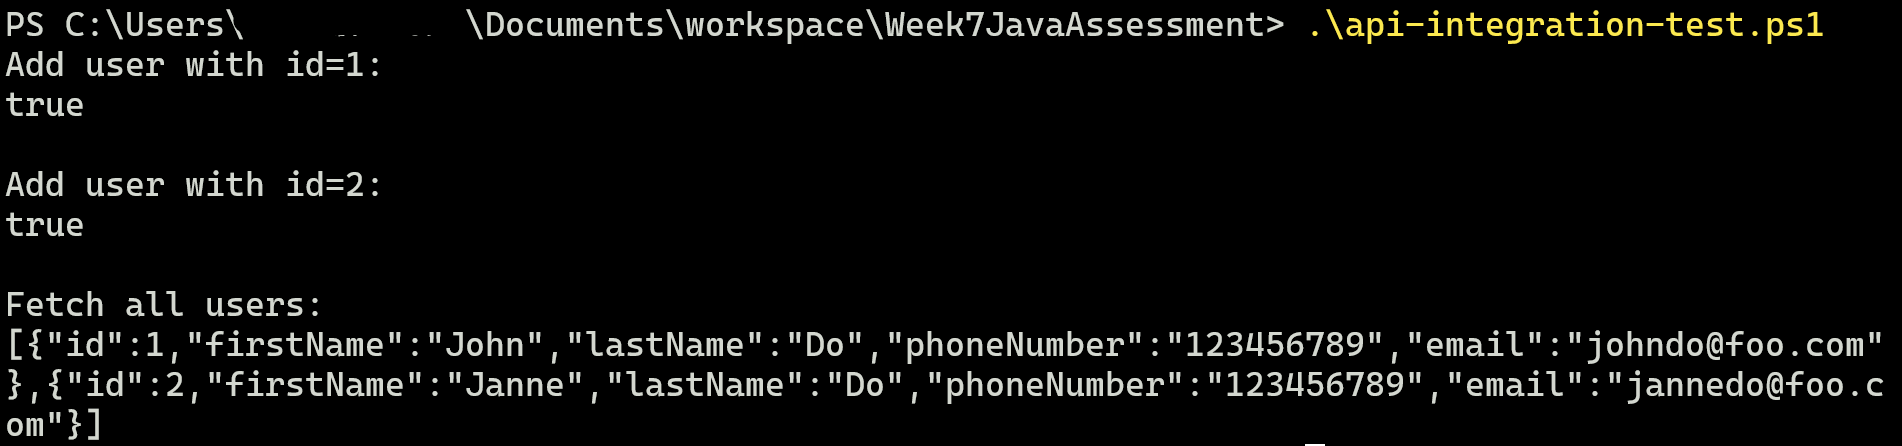 PS C:\Users\ \Documents\workspace\Week7JavaAssessment> .\api-integration-test.ps1
Add user with id=1:
true
Add user with id=2:
true
Fetch all users:
[{"id":1,"firstName":"John","lastName":"Do","phoneNumber":"123456789","email":"johndo@foo.com"
},{"id":2,"firstName":"Janne","lastName":"Do","phoneNumber":"123456789","email":"jannedo@foo.c
om"}]